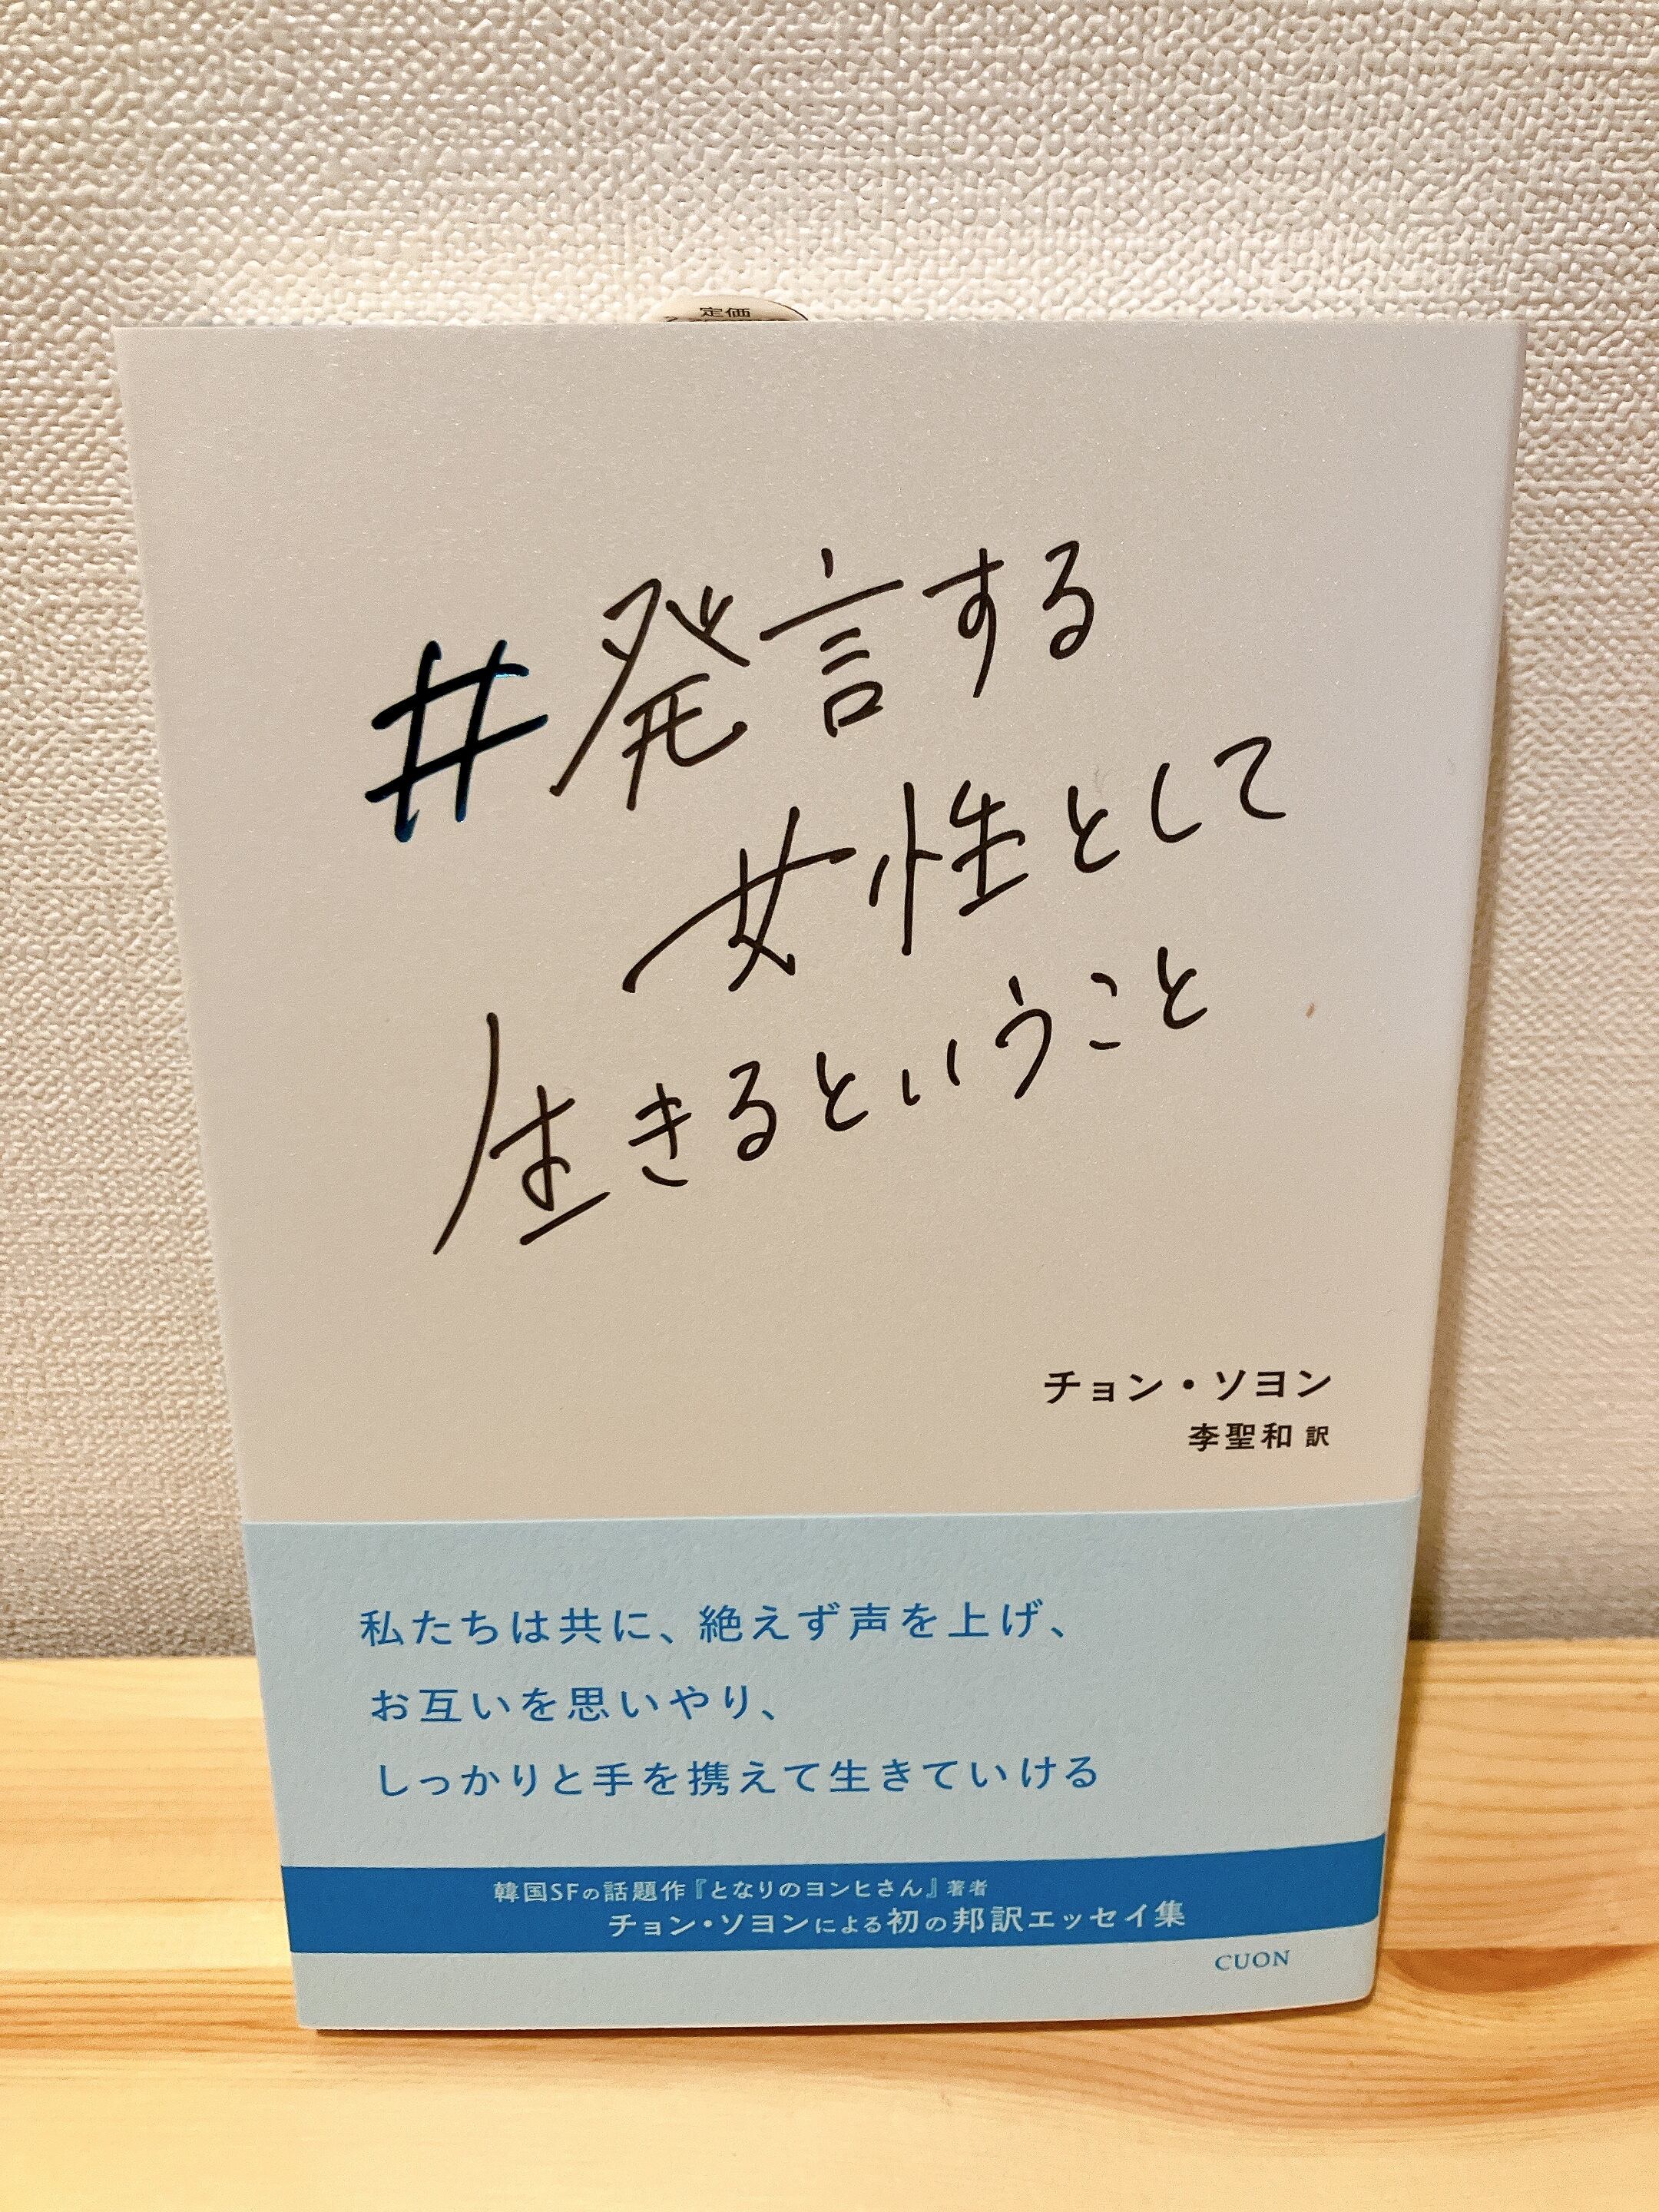 定価
#発言する
女性として
生きるということ
チョン・ソヨン
李聖和 訳
私たちは共に、絶えず声を上げ、
お互いを思いやり、
しっかりと手を携えて生きていける
韓国SFの話題作『となりのヨンヒさん』著者
チョン・ソヨンによる初の邦訳エッセイ集
CUON